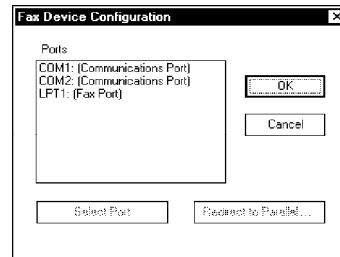 Fax Device Configuration
Ports
COM1: (Communications Port)
COM2: (Communications Port)
LPT1: (Fax Port)
OK
Cancel
Select Port
Redirect to Parallel...